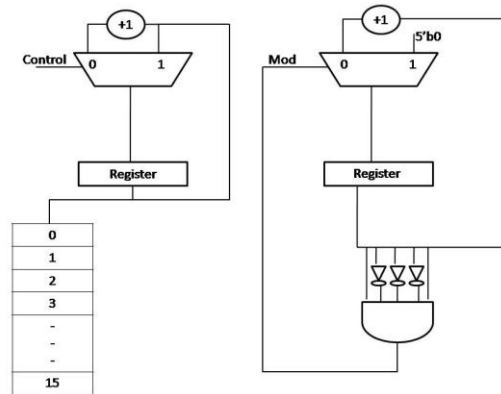 +1
Control
0 1
Register
0
1
2
3
-
-
-
15
+1
5'b0
Mod
0 1
Register